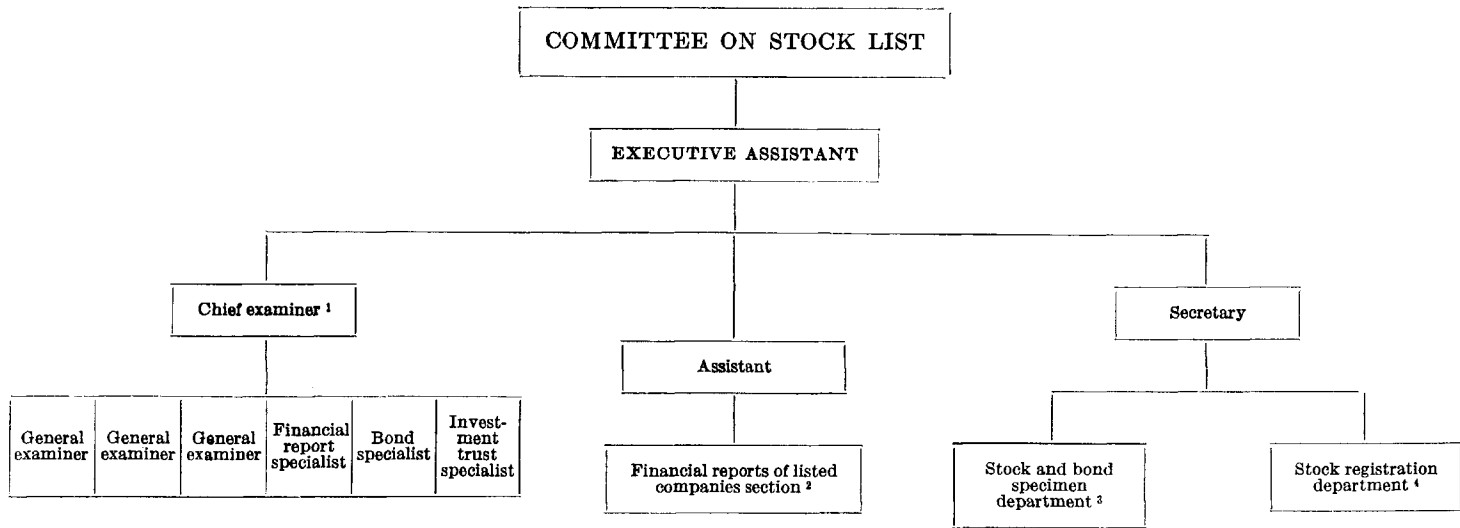 COMMITTEE ON STOCK LIST
EXECUTIVE ASSISTANT
Chief examiner 1
Assistant
Secretary
General
examiner
General
examiner
General
examiner
Financial
report
specialist
Bond
specialist
Invest-
ment
trust
specialist
Financial reports of listed
companies section 2
Stock and bond
specimen
department 3
Stock registration
department 4